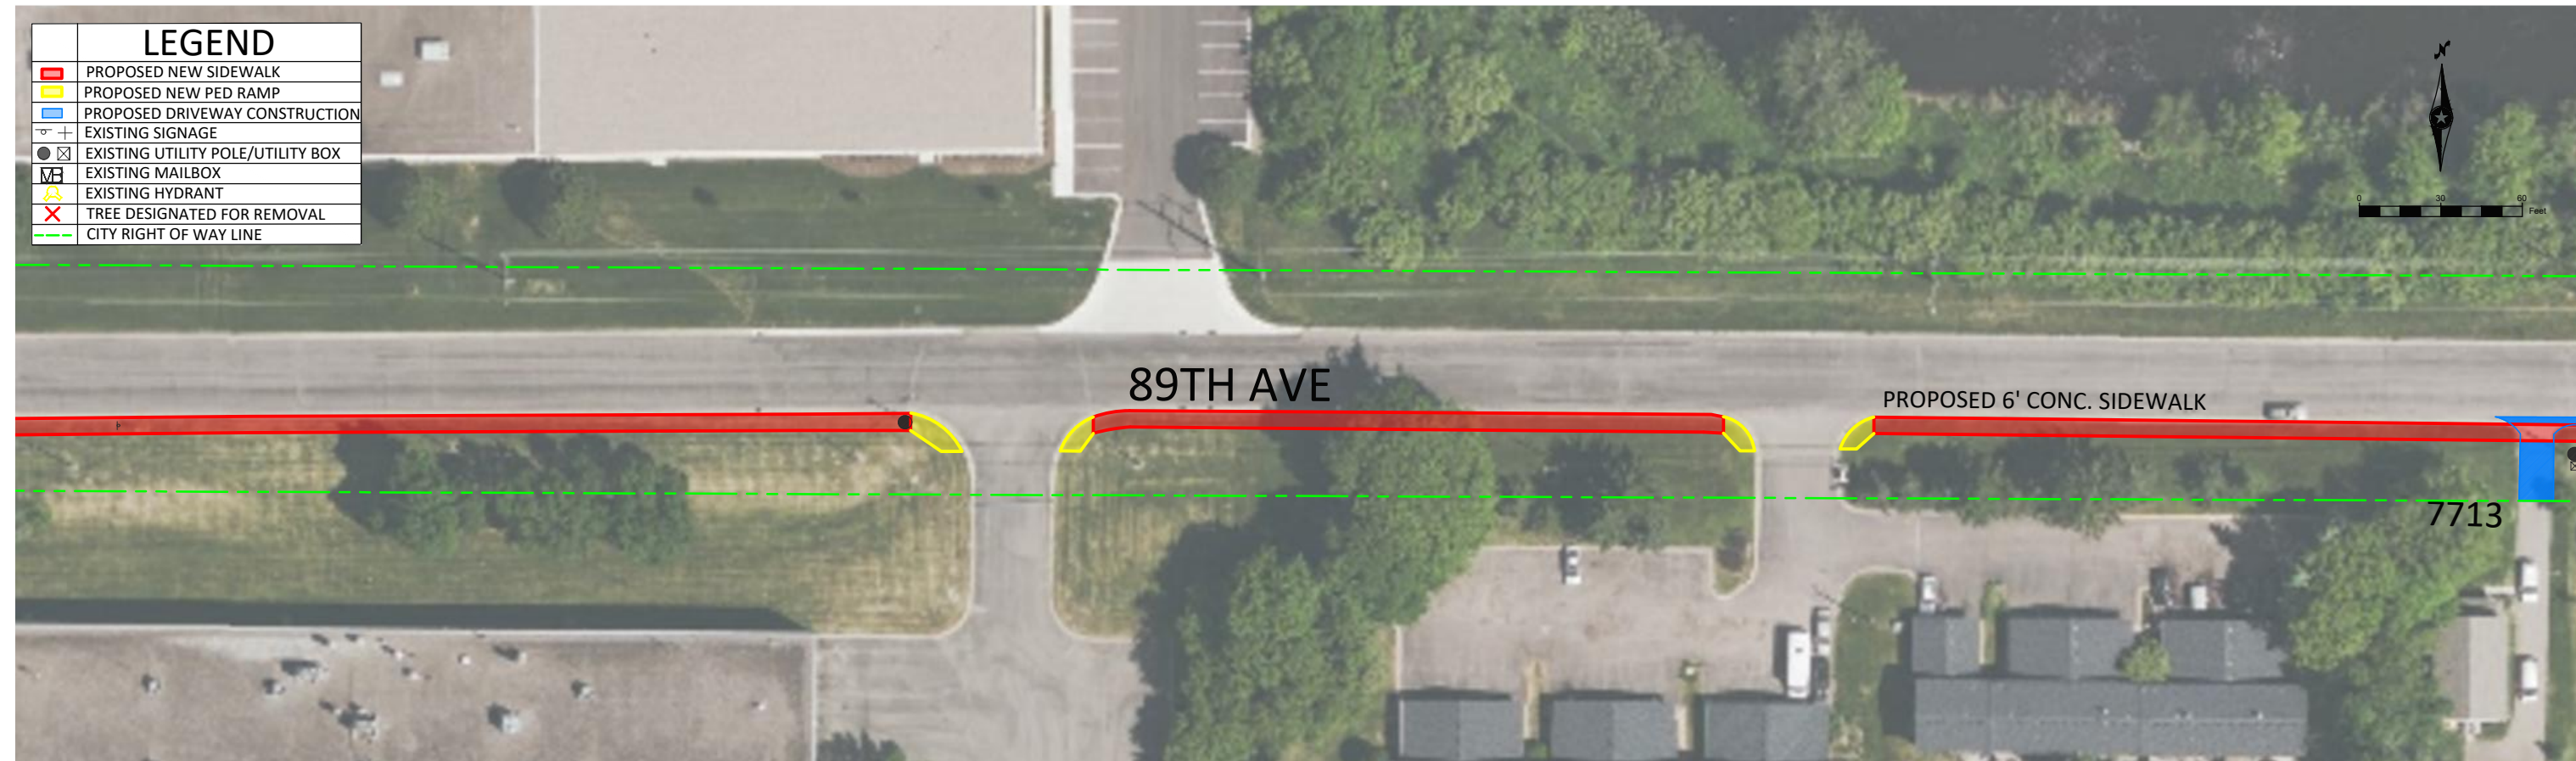 LEGEND
PROPOSED NEW SIDEWALK
PROPOSED NEW PED RAMP
PROPOSED DRIVEWAY CONSTRUCTION
EXISTING SIGNAGE
EXISTING UTILITY POLE/UTILITY BOX
MB EXISTING MAILBOX
EXISTING HYDRANT
TREE DESIGNATED FOR REMOVAL
CITY RIGHT OF WAY LINE
N
0 30 60
Feet
89TH AVE
PROPOSED 6' CONC. SIDEWALK
7713